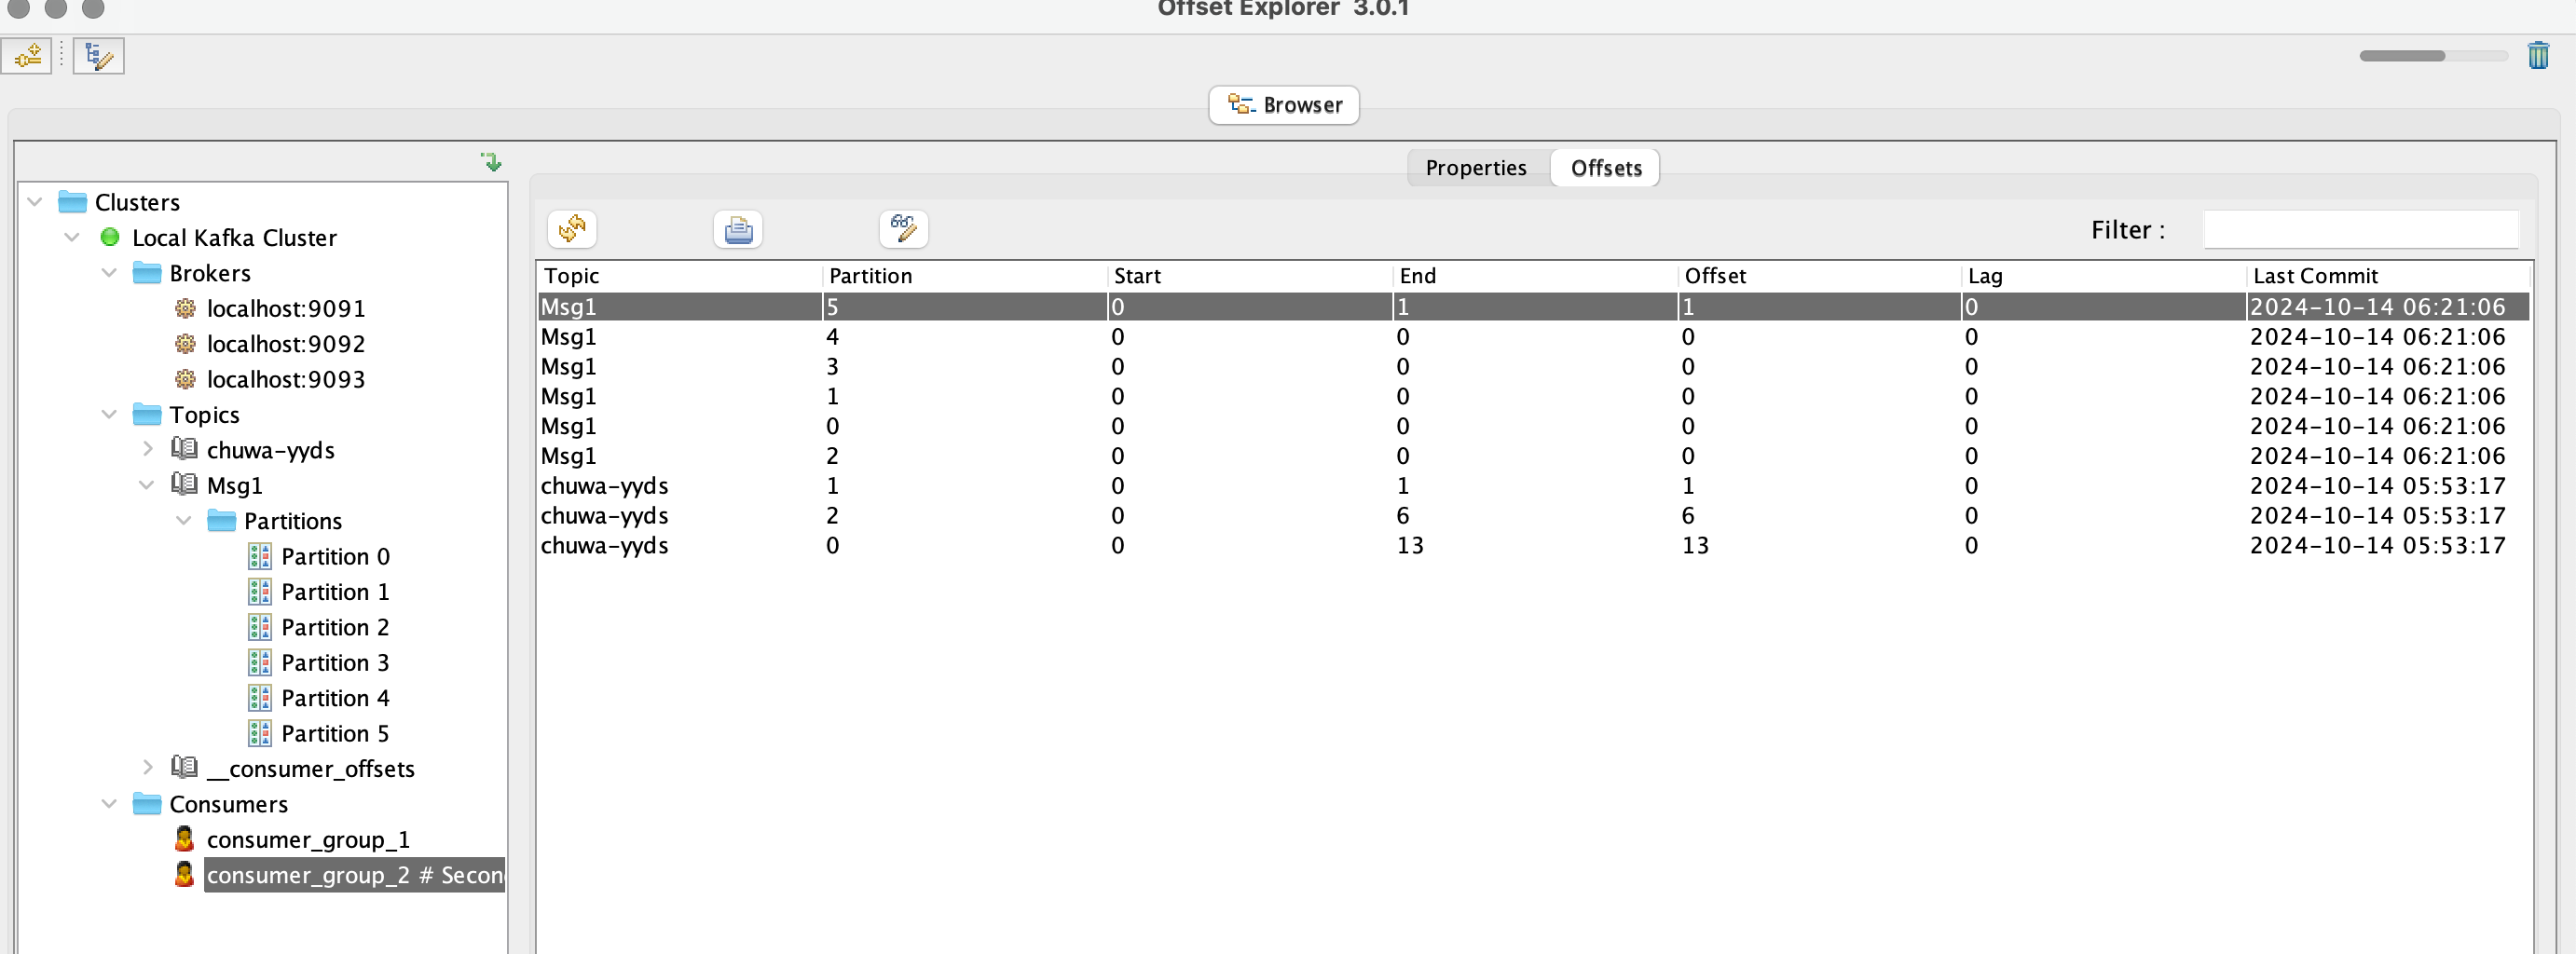 Offset Explorer 3.0.1
Browser
Properties Offsets
Clusters
Local Kafka Cluster
Brokers
localhost:9091
localhost:9092
localhost:9093
Topics
chuwa-yyds
Msg1
Partitions
Partition 0
Partition 1
Partition 2
Partition 3
Partition 4
Partition 5
__consumer_offsets
Consumers
consumer_group_1
consumer_group_2 # Secon
Filter :
Topic Partition Start End Offset Lag Last Commit
Msg1 5 0 1 1 0 2024-10-14 06:21:06
Msg1 4 0 0 0 0 2024-10-14 06:21:06
Msg1 3 0 0 0 0 2024-10-14 06:21:06
Msg1 1 0 0 0 0 2024-10-14 06:21:06
Msg1 0 0 0 0 0 2024-10-14 06:21:06
Msg1 2 0 0 0 0 2024-10-14 06:21:06
chuwa-yyds 1 0 1 1 0 2024-10-14 05:53:17
chuwa-yyds 2 0 6 6 0 2024-10-14 05:53:17
chuwa-yyds 0 0 13 13 0 2024-10-14 05:53:17